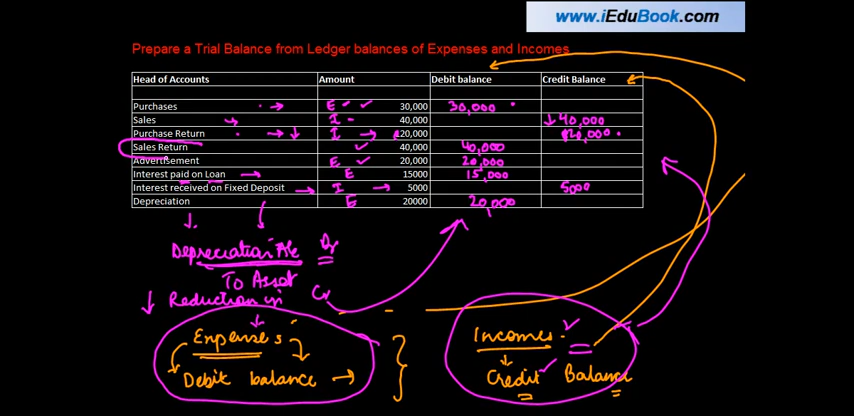 www.iEduBook.com
Prepare a Trial Balance from Ledger balances of Expenses and Incomes
Head of Accounts Amount Debit balance Credit Balance
Purchases E 30,000 30,000
Sales I 40,000 40,000
Purchase Return I 20,000 20,000
Sales Return 40,000 40,000
Advertisement E 20,000 20,000
Interest paid on Loan E 15000 15,000
Interest received on Fixed Deposit I 5000 5000
Depreciation E 20000 20,000
Depreciation A/c Dr
To Asset
Reduction in Cr
Expenses
Debit balance
Incomes
Credit Balance